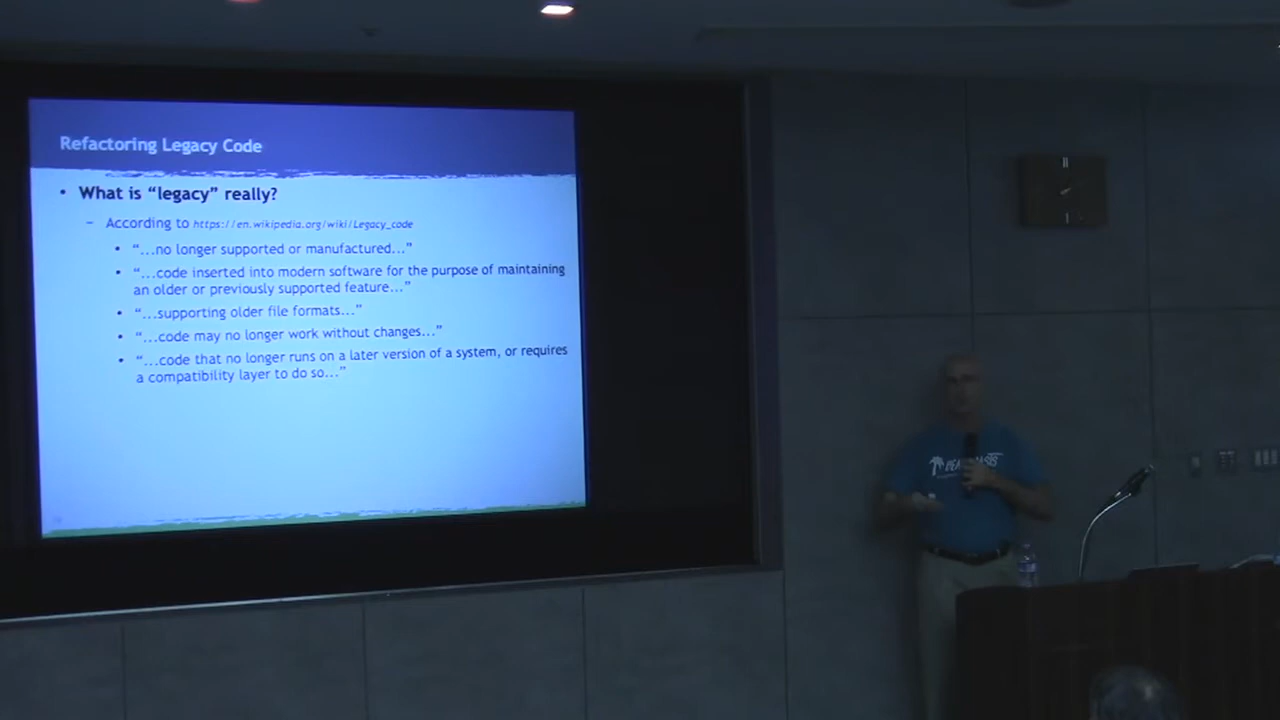 Refactoring Legacy Code
• What is “legacy” really?
– According to https://en.wikipedia.org/wiki/Legacy_code
• “…no longer supported or manufactured…”
• “…code inserted into modern software for the purpose of maintaining
an older or previously supported feature…”
• “…supporting older file formats…”
• “…code may no longer work without changes…”
• “…code that no longer runs on a later version of a system, or requires
a compatibility layer to do so…”